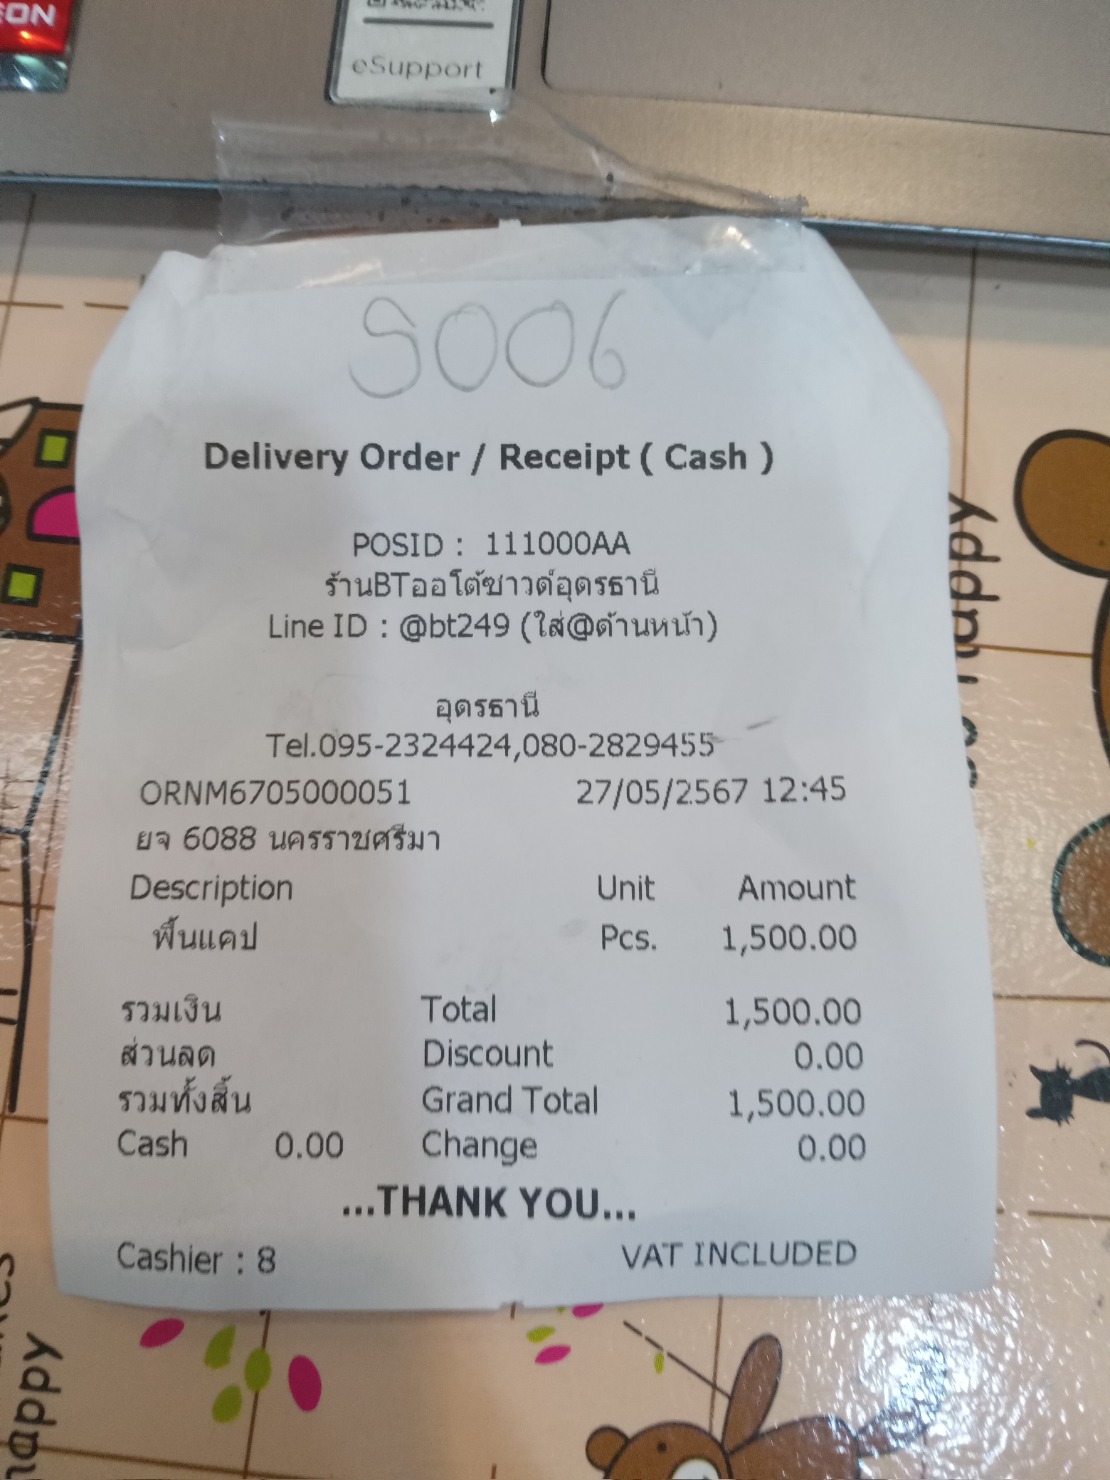 EON
eSupport
S006
Delivery Order / Receipt ( Cash )
POSID : 111000AA
ร้านBTออโต้ซาวด์อุดรธานี
Line ID : @bt249 (ใส่@ด้านหน้า)
อุดรธานี
Tel.095-2324424,080-2829455
ORNM6705000051 27/05/2567 12:45
ยจ 6088 นครราชศรีมา
Description Unit Amount
พื้นแคป Pcs. 1,500.00
รวมเงิน Total 1,500.00
ส่วนลด Discount 0.00
รวมทั้งสิ้น Grand Total 1,500.00
Cash 0.00 Change 0.00
...THANK YOU...
Cashier : 8 VAT INCLUDED
happy
happy